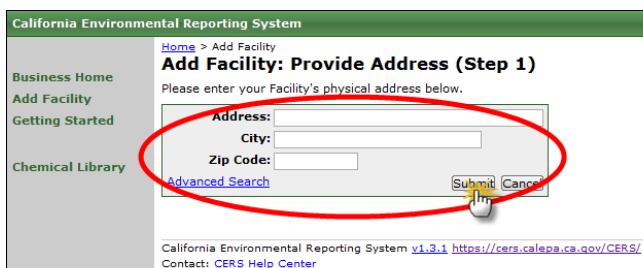 California Environmental Reporting System
Home > Add Facility
Add Facility: Provide Address (Step 1)
Business Home
Add Facility
Getting Started
Chemical Library
Please enter your Facility's physical address below.
Address:
City:
Zip Code:
Advanced Search
Submit Cancel
California Environmental Reporting System v1.3.1 https://cers.calepa.ca.gov/CERS/
Contact: CERS Help Center